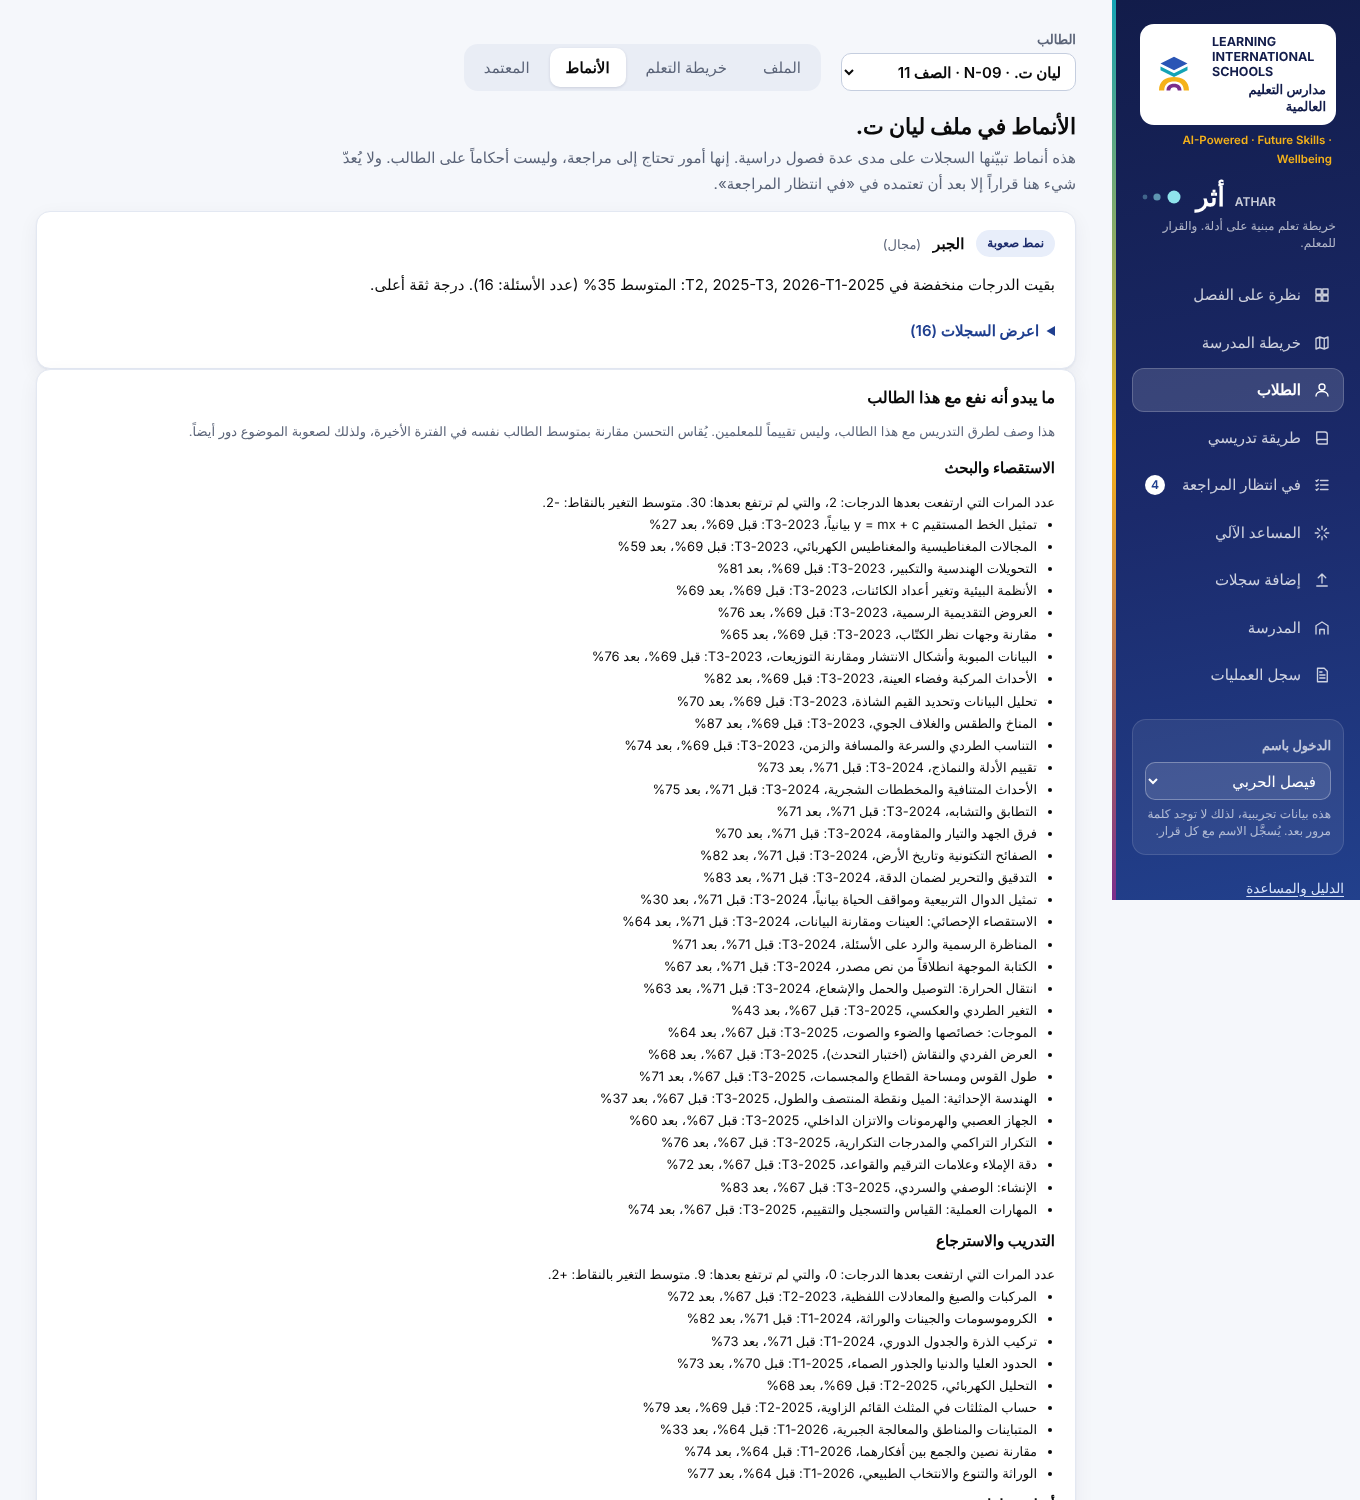 LEARNING
INTERNATIONAL
SCHOOLS
مدارس التعليم
العالمية
AI-Powered · Future Skills ·
Wellbeing
أثر ATHAR
خريطة تعلم مبنية على أدلة. والقرار
للمعلم.
نظرة على الفصل
خريطة المدرسة
الطلاب
طريقة تدريسي
في انتظار المراجعة 4
المساعد الآلي
إضافة سجلات
المدرسة
سجل العمليات
الدخول باسم
فيصل الحربي
هذه بيانات تجريبية، لذلك لا توجد كلمة
مرور بعد. يُسجَّل الاسم مع كل قرار.
الدليل والمساعدة
الطالب
ليان ت. · N-09 · الصف 11
الملف
خريطة التعلم
الأنماط
المعتمد
الأنماط في ملف ليان ت.
هذه أنماط تبيّنها السجلات على مدى عدة فصول دراسية. إنها أمور تحتاج إلى مراجعة، وليست أحكاماً على الطالب. ولا يُعدّ
شيء هنا قراراً إلا بعد أن تعتمده في «في انتظار المراجعة».
نمط صعوبة الجبر (مجال)
بقيت الدرجات منخفضة في 2025-T2, 2025-T3, 2026-T1: المتوسط 35% (عدد الأسئلة: 16). درجة ثقة أعلى.
اعرض السجلات (16)
ما يبدو أنه نفع مع هذا الطالب
هذا وصف لطرق التدريس مع هذا الطالب، وليس تقييماً للمعلمين. يُقاس التحسن مقارنة بمتوسط الطالب نفسه في الفترة الأخيرة، ولذلك لصعوبة الموضوع دور أيضاً.
الاستقصاء والبحث
عدد المرات التي ارتفعت بعدها الدرجات: 2، والتي لم ترتفع بعدها: 30. متوسط التغير بالنقاط: -2.
• تمثيل الخط المستقيم y = mx + c بيانياً، 2023-T3: قبل 69%، بعد 27%
• المجالات المغناطيسية والمغناطيس الكهربائي، 2023-T3: قبل 69%، بعد 59%
• التحويلات الهندسية والتكبير، 2023-T3: قبل 69%، بعد 81%
• الأنظمة البيئية وتغير أعداد الكائنات، 2023-T3: قبل 69%، بعد 69%
• العروض التقديمية الرسمية، 2023-T3: قبل 69%، بعد 76%
• مقارنة وجهات نظر الكتّاب، 2023-T3: قبل 69%، بعد 65%
• البيانات المبوبة وأشكال الانتشار ومقارنة التوزيعات، 2023-T3: قبل 69%، بعد 76%
• الأحداث المركبة وفضاء العينة، 2023-T3: قبل 69%، بعد 82%
• تحليل البيانات وتحديد القيم الشاذة، 2023-T3: قبل 69%، بعد 70%
• المناخ والطقس والغلاف الجوي، 2023-T3: قبل 69%، بعد 87%
• التناسب الطردي والسرعة والمسافة والزمن، 2023-T3: قبل 69%، بعد 74%
• تقييم الأدلة والنماذج، 2024-T3: قبل 71%، بعد 73%
• الأحداث المتنافية والمخططات الشجرية، 2024-T3: قبل 71%، بعد 75%
• التطابق والتشابه، 2024-T3: قبل 71%، بعد 71%
• فرق الجهد والتيار والمقاومة، 2024-T3: قبل 71%، بعد 70%
• الصفائح التكتونية وتاريخ الأرض، 2024-T3: قبل 71%، بعد 82%
• التدقيق والتحرير لضمان الدقة، 2024-T3: قبل 71%، بعد 83%
• تمثيل الدوال التربيعية ومواقف الحياة بيانياً، 2024-T3: قبل 71%، بعد 30%
• الاستقصاء الإحصائي: العينات ومقارنة البيانات، 2024-T3: قبل 71%، بعد 64%
• المناظرة الرسمية والرد على الأسئلة، 2024-T3: قبل 71%، بعد 71%
• الكتابة الموجهة انطلاقاً من نص مصدر، 2024-T3: قبل 71%، بعد 67%
• انتقال الحرارة: التوصيل والحمل والإشعاع، 2024-T3: قبل 71%، بعد 63%
• التغير الطردي والعكسي، 2025-T3: قبل 67%، بعد 43%
• الموجات: خصائصها والضوء والصوت، 2025-T3: قبل 67%، بعد 64%
• العرض الفردي والنقاش (اختبار التحدث)، 2025-T3: قبل 67%، بعد 68%
• طول القوس ومساحة القطاع والمجسمات، 2025-T3: قبل 67%، بعد 71%
• الهندسة الإحداثية: الميل ونقطة المنتصف والطول، 2025-T3: قبل 67%، بعد 37%
• الجهاز العصبي والهرمونات والاتزان الداخلي، 2025-T3: قبل 67%، بعد 60%
• التكرار التراكمي والمدرجات التكرارية، 2025-T3: قبل 67%، بعد 76%
• دقة الإملاء وعلامات الترقيم والقواعد، 2025-T3: قبل 67%، بعد 72%
• الإنشاء: الوصفي والسردي، 2025-T3: قبل 67%، بعد 83%
• المهارات العملية: القياس والتسجيل والتقييم، 2025-T3: قبل 67%، بعد 74%
التدريب والاسترجاع
عدد المرات التي ارتفعت بعدها الدرجات: 0، والتي لم ترتفع بعدها: 9. متوسط التغير بالنقاط: +2.
• المركبات والصيغ والمعادلات اللفظية، 2023-T2: قبل 67%، بعد 72%
• الكروموسومات والجينات والوراثة، 2024-T1: قبل 71%، بعد 82%
• تركيب الذرة والجدول الدوري، 2024-T1: قبل 71%، بعد 73%
• الحدود العليا والدنيا والجذور الصماء، 2025-T1: قبل 70%، بعد 73%
• التحليل الكهربائي، 2025-T2: قبل 69%، بعد 68%
• حساب المثلثات في المثلث القائم الزاوية، 2025-T2: قبل 69%، بعد 79%
• المتباينات والمناطق والمعالجة الجبرية، 2026-T1: قبل 64%، بعد 33%
• مقارنة نصين والجمع بين أفكارهما، 2026-T1: قبل 64%، بعد 74%
• الوراثة والتنوع والانتخاب الطبيعي، 2026-T1: قبل 64%، بعد 77%